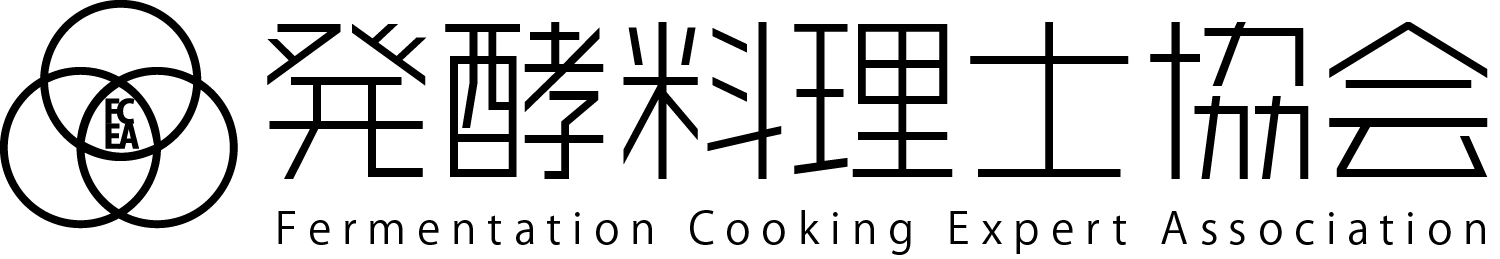 FC
EA
発酵料理士協会
Fermentation Cooking Expert Association